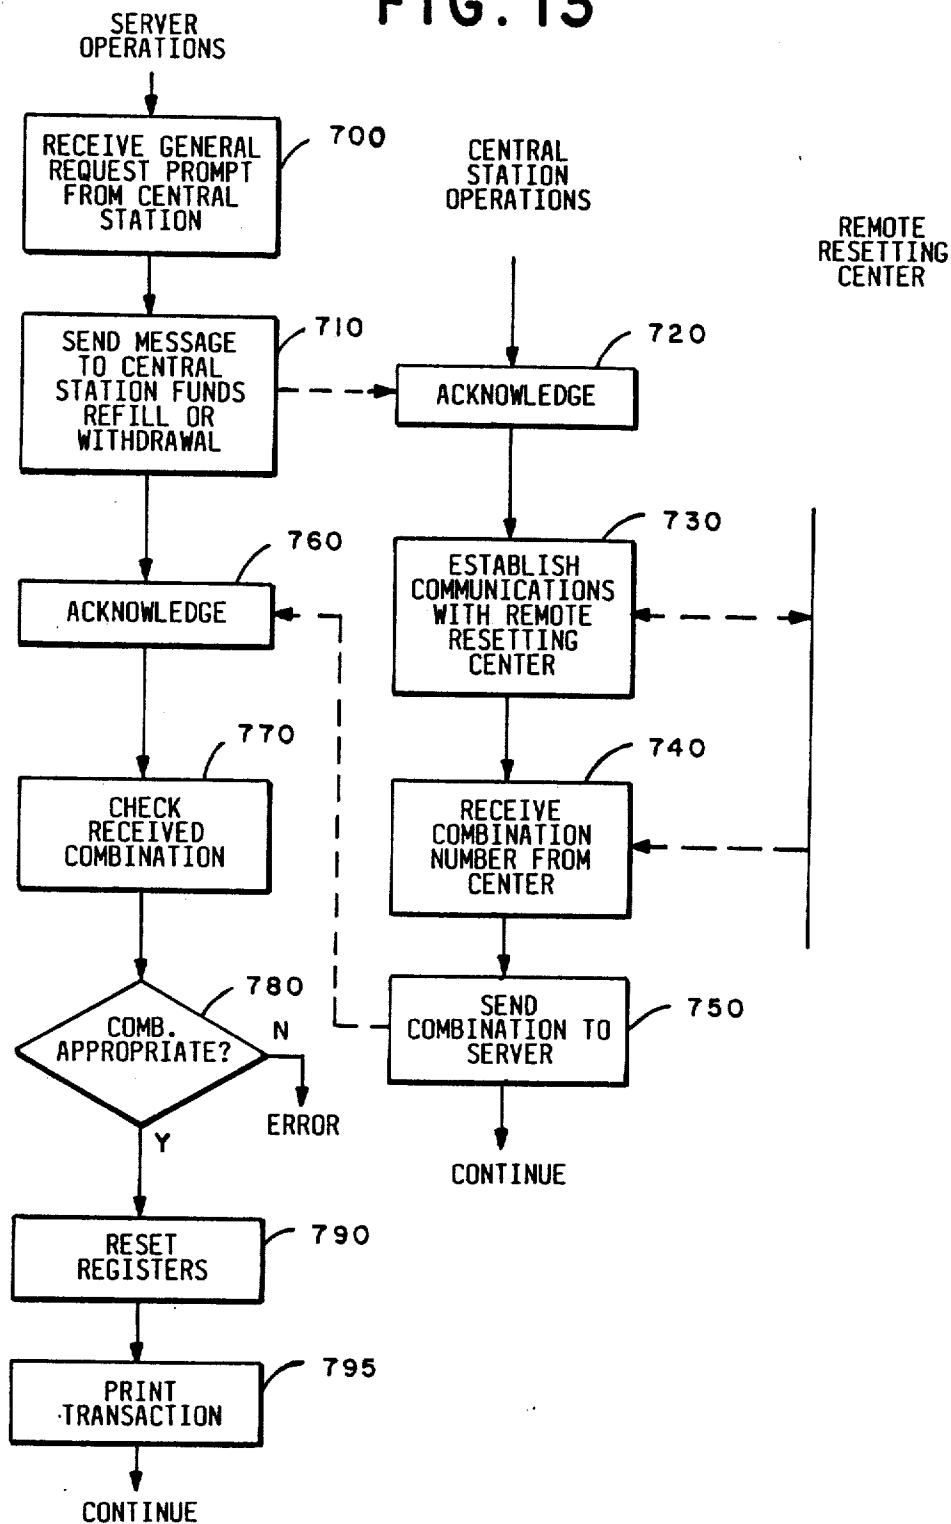 FIG. 13
SERVER
OPERATIONS
RECEIVE GENERAL
REQUEST PROMPT
FROM CENTRAL
STATION
700
SEND MESSAGE
TO CENTRAL
STATION FUNDS
REFILL OR
WITHDRAWAL
710
ACKNOWLEDGE
760
CHECK
RECEIVED
COMBINATION
770
COMB.
APPROPRIATE?
780
N
ERROR
Y
RESET
REGISTERS
790
PRINT
TRANSACTION
795
CONTINUE
CENTRAL
STATION
OPERATIONS
ACKNOWLEDGE
720
ESTABLISH
COMMUNICATIONS
WITH REMOTE
RESETTING
CENTER
730
RECEIVE
COMBINATION
NUMBER FROM
CENTER
740
SEND
COMBINATION TO
SERVER
750
CONTINUE
REMOTE
RESETTING
CENTER